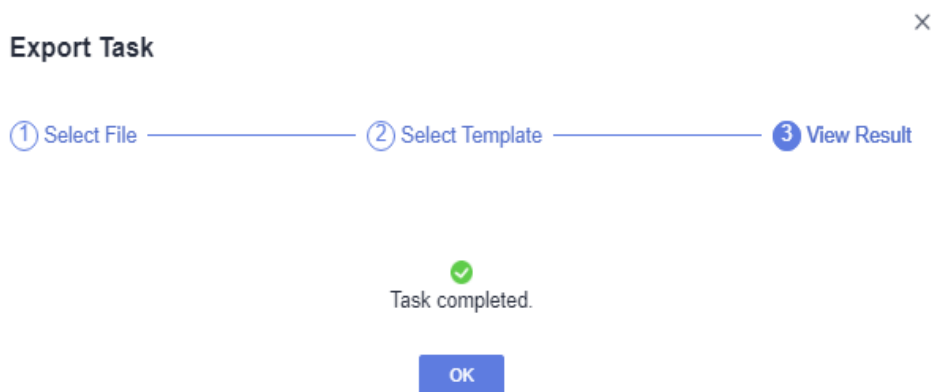 Export Task
1 Select File 2 Select Template 3 View Result
Task completed.
OK